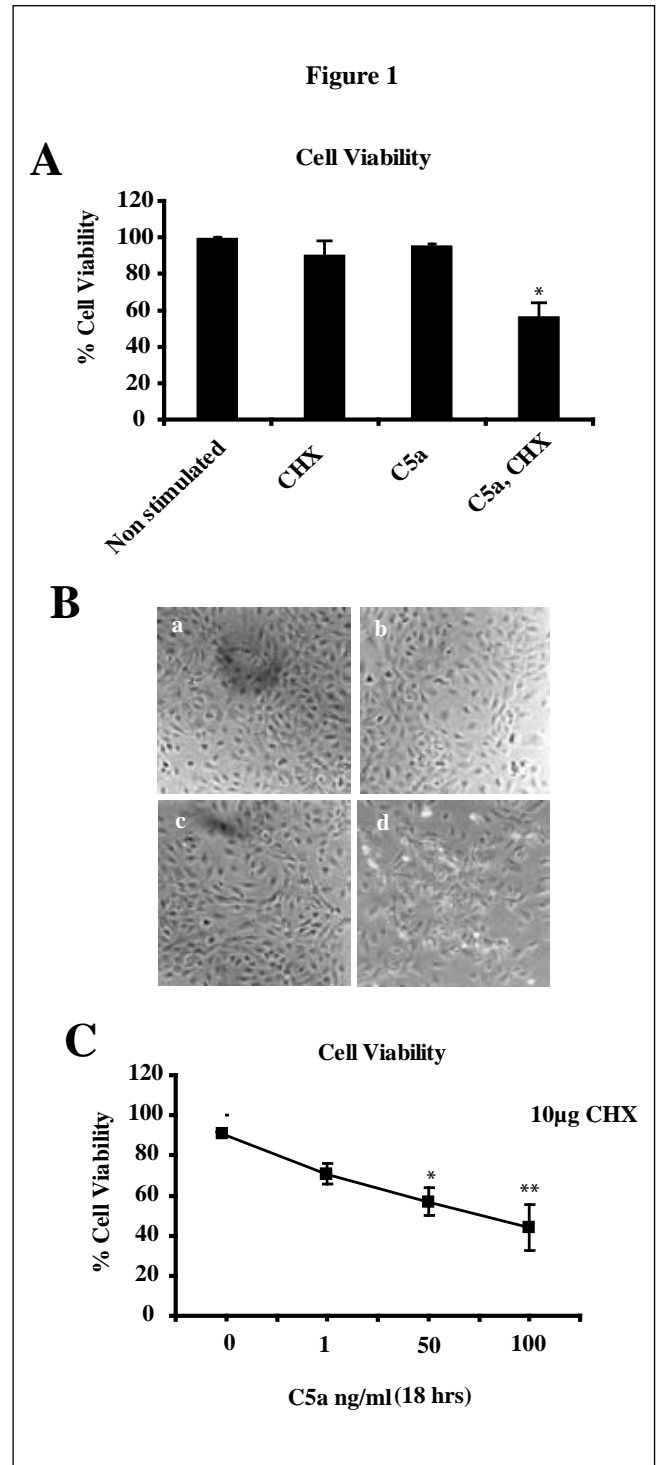 Figure 1
A
Cell Viability
% Cell Viability
120
100
80
60
40
20
0
*
Non stimulated
CHX
C5a
C5a, CHX
B
a
b
c
d
C
Cell Viability
% Cell Viability
120
100
80
60
40
20
0
10µg CHX
*
**
0 1 50 100
C5a ng/ml (18 hrs)